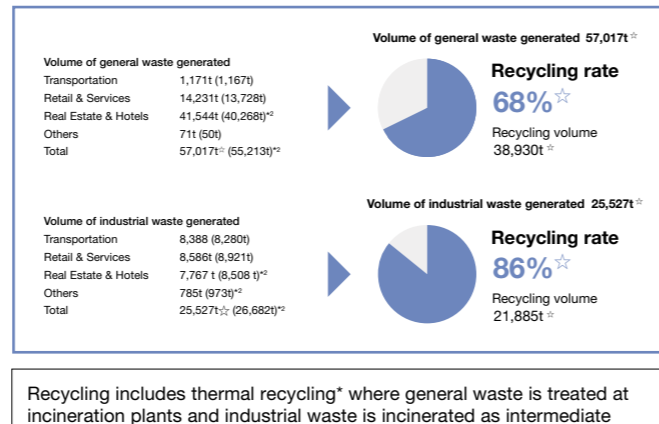 Volume of general waste generated
Transportation 1,171t (1,167t)
Retail & Services 14,231t (13,728t)
Real Estate & Hotels 41,544t (40,268t)*2
Others 71t (50t)
Total 57,017t☆ (55,213t)*2
Volume of general waste generated 57,017t☆
Recycling rate
68%☆
Recycling volume
38,930t☆
Volume of industrial waste generated
Transportation 8,388 (8,280t)
Retail & Services 8,586t (8,921t)
Real Estate & Hotels 7,767 t (8,508 t)*2
Others 785t (973t)*2
Total 25,527t☆ (26,682t)*2
Volume of industrial waste generated 25,527t☆
Recycling rate
86%☆
Recycling volume
21,885t☆
Recycling includes thermal recycling* where general waste is treated at
incineration plants and industrial waste is incinerated as intermediate